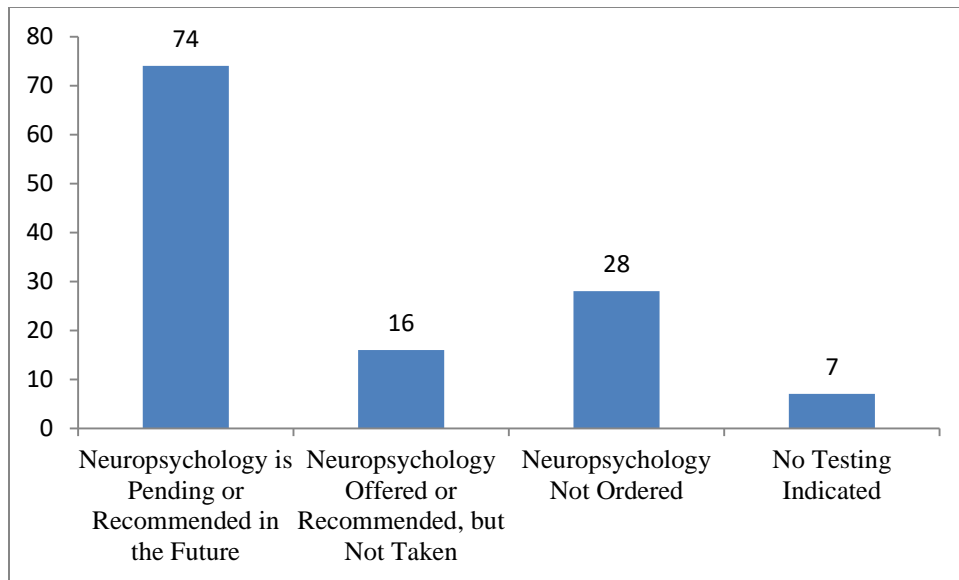 80
70
60
50
40
30
20
10
0
74
16
28
7
Neuropsychology is
Pending or
Recommended in
the Future
Neuropsychology
Offered or
Recommended, but
Not Taken
Neuropsychology
Not Ordered
No Testing
Indicated